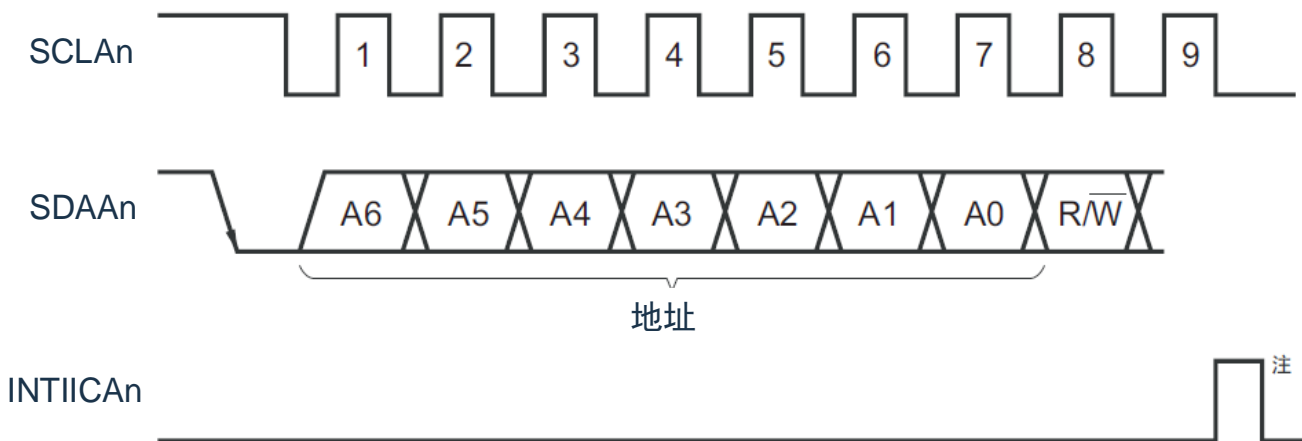 SCLAn
1 2 3 4 5 6 7 8 9
SDAAn
A6 A5 A4 A3 A2 A1 A0 R/W̅
地址
INTIICAn
注